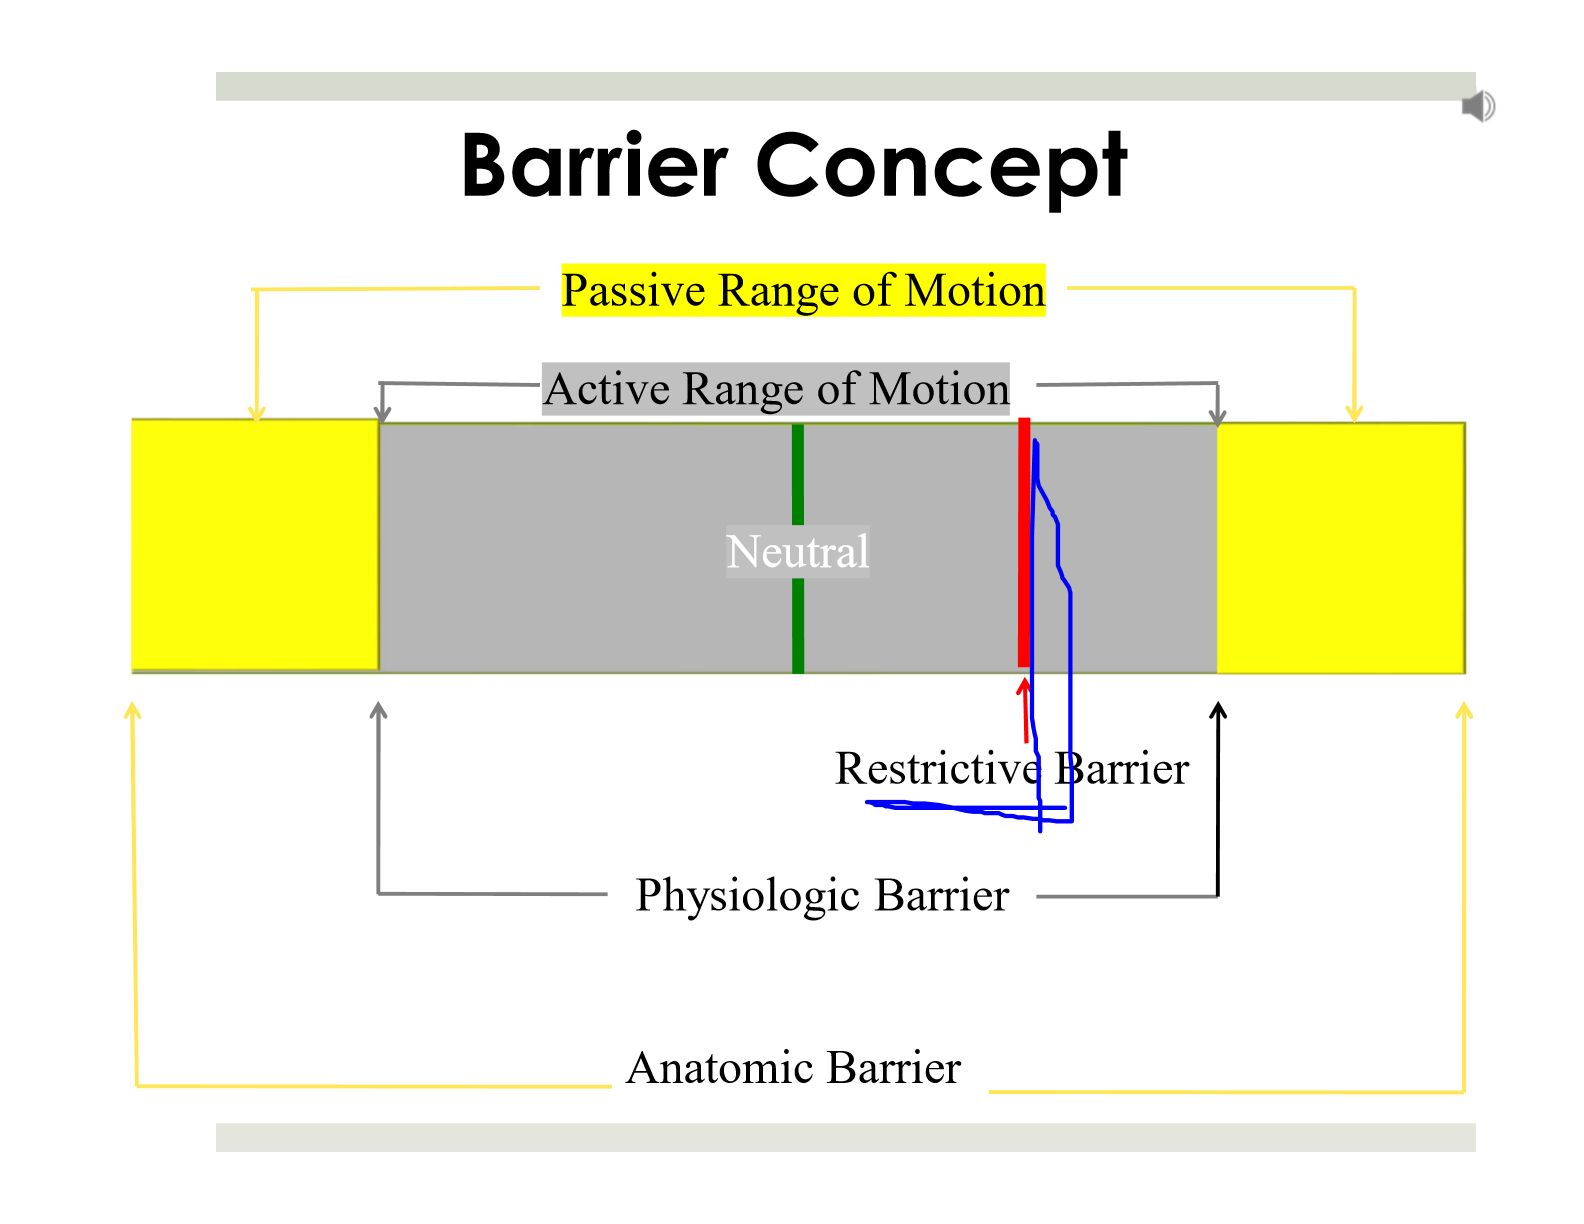 Barrier Concept
Passive Range of Motion
Active Range of Motion
Neutral
Restrictive Barrier
Physiologic Barrier
Anatomic Barrier